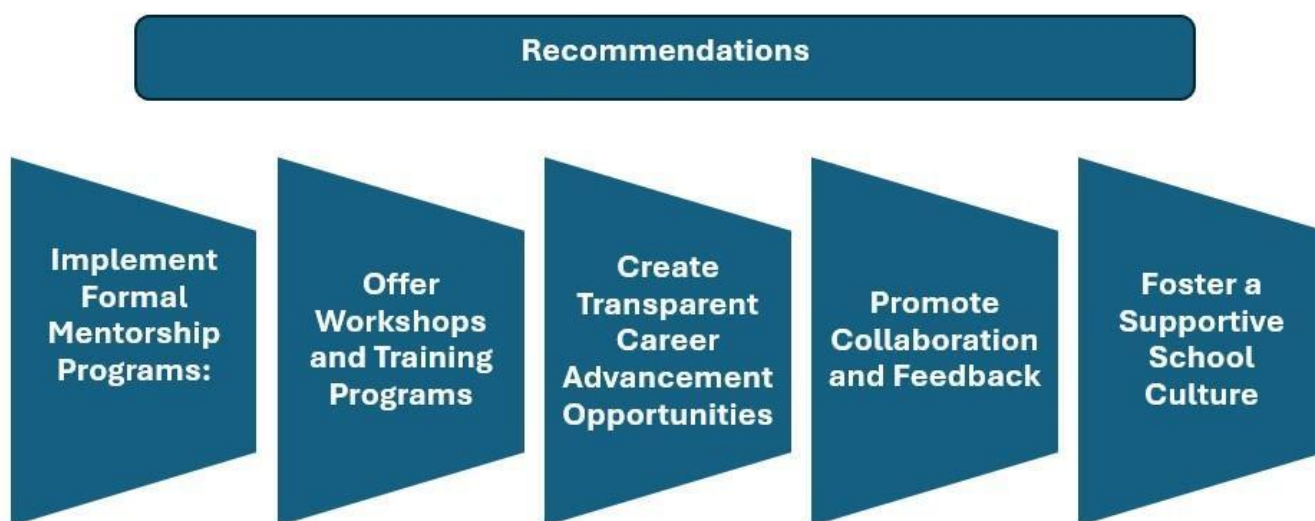 Recommendations
Implement
Formal
Mentorship
Programs:
Offer
Workshops
and Training
Programs
Create
Transparent
Career
Advancement
Opportunities
Promote
Collaboration
and Feedback
Foster a
Supportive
School
Culture